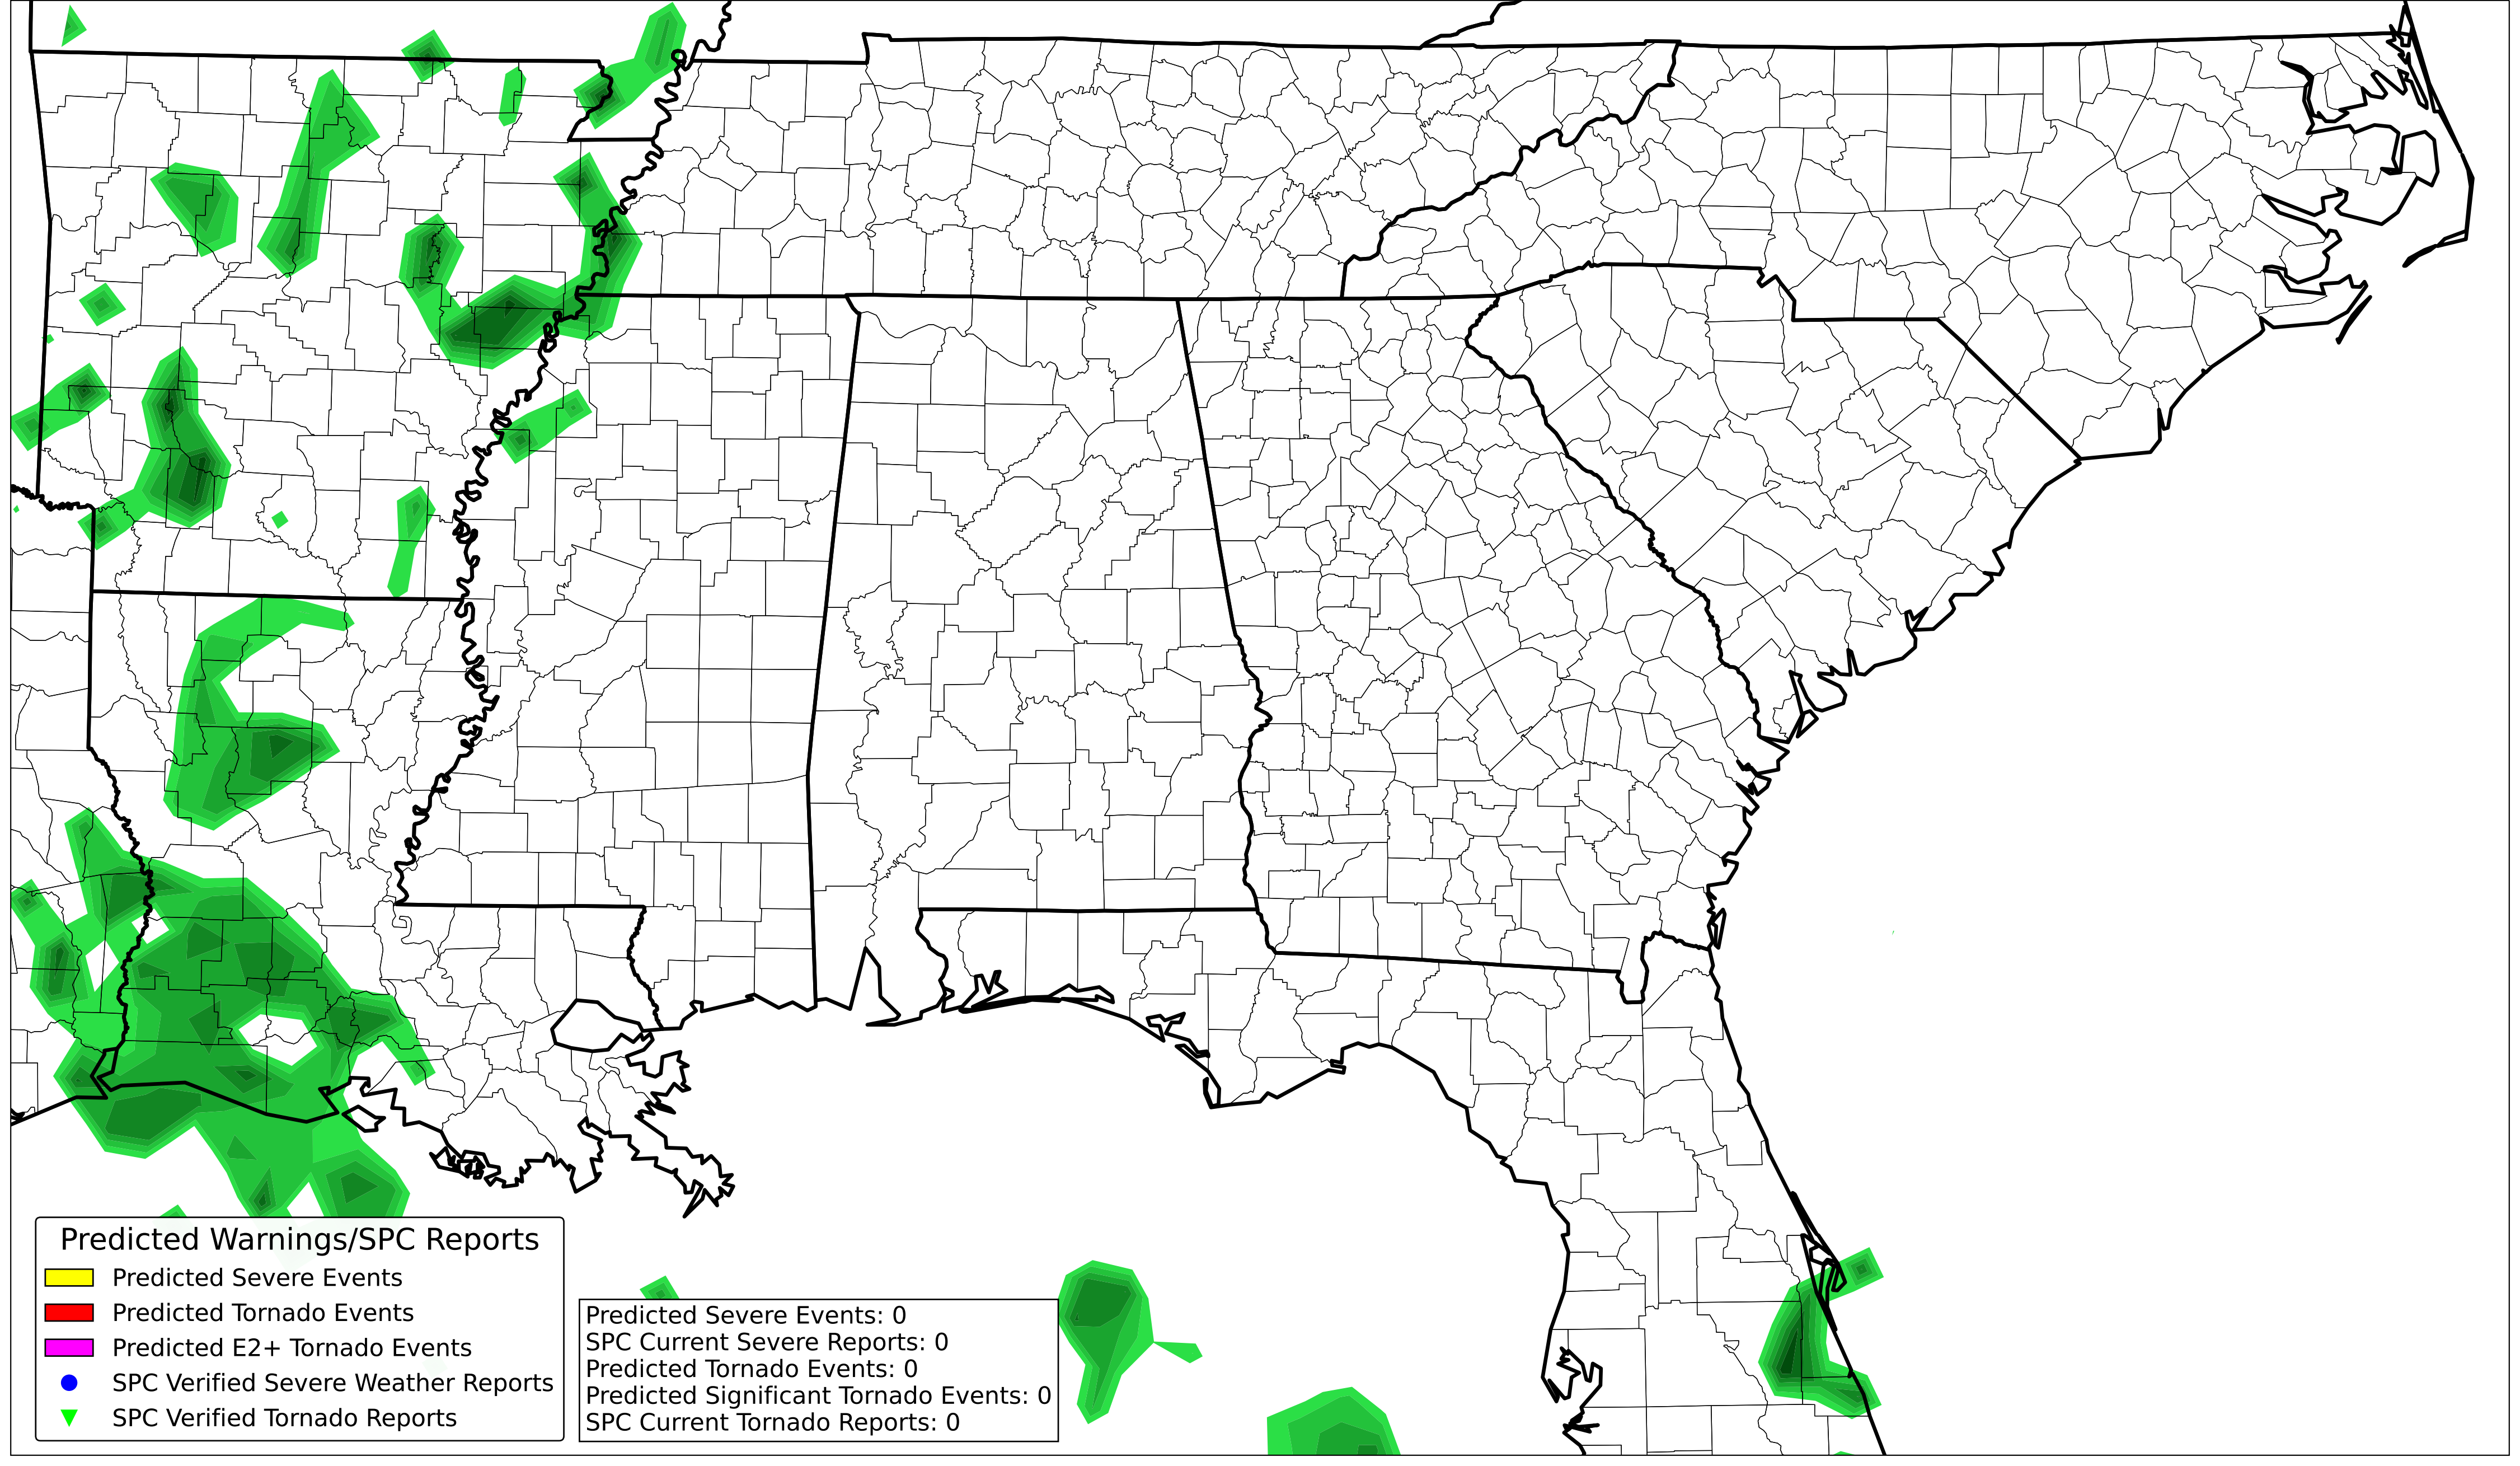 Predicted Warnings/SPC Reports
Predicted Severe Events
Predicted Tornado Events
Predicted E2+ Tornado Events
SPC Verified Severe Weather Reports
SPC Verified Tornado Reports
Predicted Severe Events: 0
SPC Current Severe Reports: 0
Predicted Tornado Events: 0
Predicted Significant Tornado Events: 0
SPC Current Tornado Reports: 0